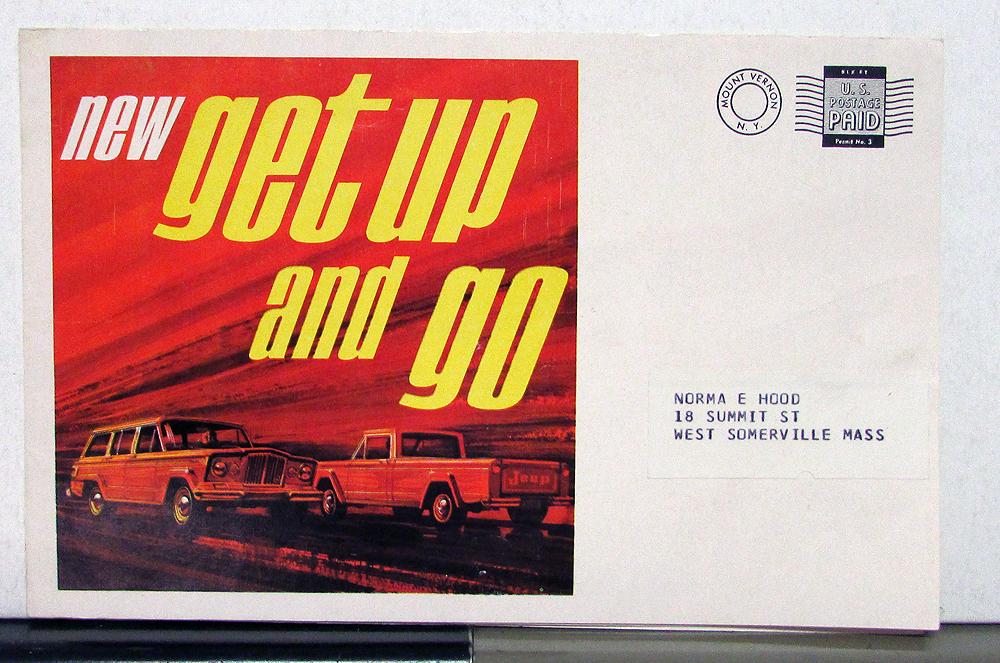 new get up
and go
Jeep
MOUNT VERNON
N. Y.
U. S.
POSTAGE
PAID
Permit No. 3
NORMA E HOOD
18 SUMMIT ST
WEST SOMERVILLE MASS